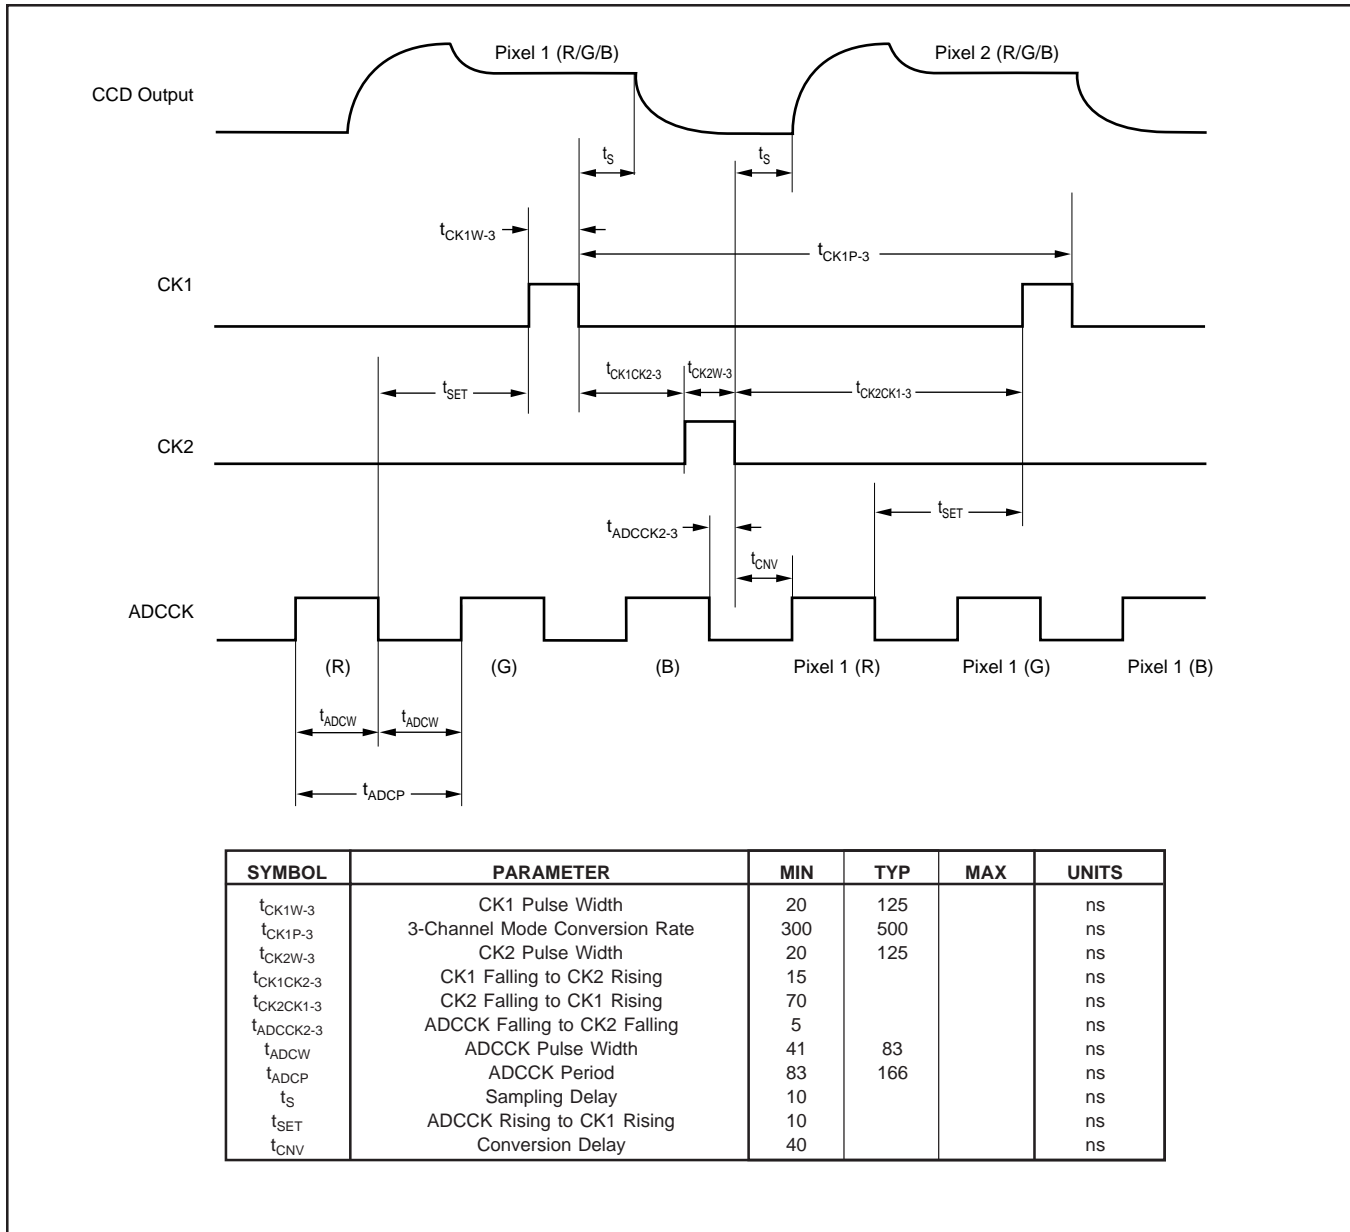 Pixel 1 (R/G/B)
Pixel 2 (R/G/B)
CCD Output
tS
tS
tCK1W-3
tCK1P-3
CK1
tSET
tCK1CK2-3
tCK2W-3
tCK2CK1-3
CK2
tSET
tADCCK2-3
tCNV
ADCCK
(R)
(G)
(B)
Pixel 1 (R)
Pixel 1 (G)
Pixel 1 (B)
tADCW
tADCW
tADCP
SYMBOL PARAMETER MIN TYP MAX UNITS
tCK1W-3 CK1 Pulse Width 20 125 ns
tCK1P-3 3-Channel Mode Conversion Rate 300 500 ns
tCK2W-3 CK2 Pulse Width 20 125 ns
tCK1CK2-3 CK1 Falling to CK2 Rising 15 ns
tCK2CK1-3 CK2 Falling to CK1 Rising 70 ns
tADCCK2-3 ADCCK Falling to CK2 Falling 5 ns
tADCW ADCCK Pulse Width 41 83 ns
tADCP ADCCK Period 83 166 ns
tS Sampling Delay 10 ns
tSET ADCCK Rising to CK1 Rising 10 ns
tCNV Conversion Delay 40 ns